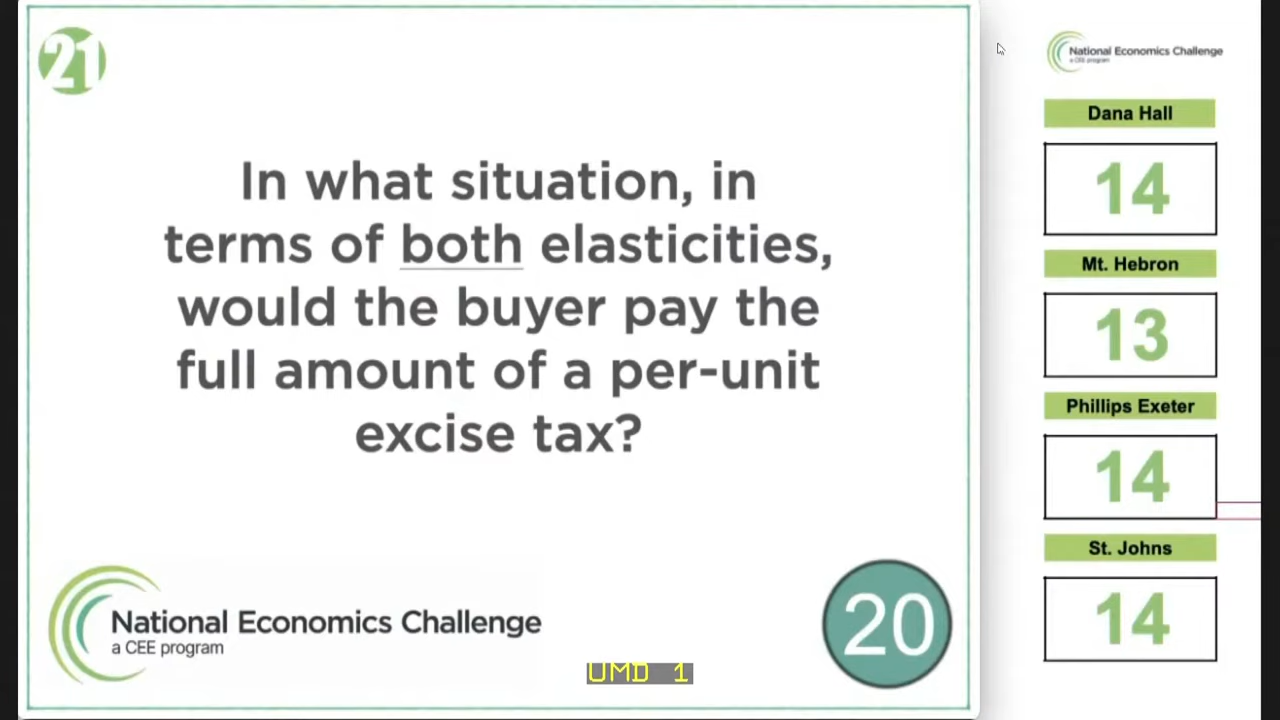 21
In what situation, in
terms of both elasticities,
would the buyer pay the
full amount of a per-unit
excise tax?
National Economics Challenge
a CEE program
20
UMD 1
National Economics Challenge
a CEE program
Dana Hall
14
Mt. Hebron
13
Phillips Exeter
14
St. Johns
14